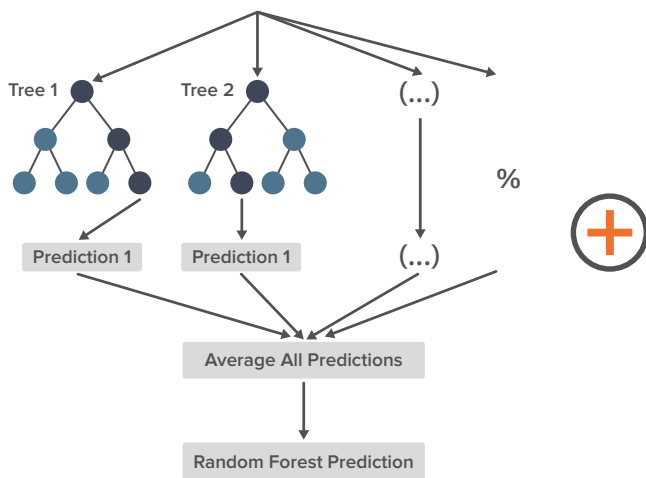 Tree 1
Tree 2
(...)
%
Prediction 1
Prediction 1
(...)
Average All Predictions
Random Forest Prediction